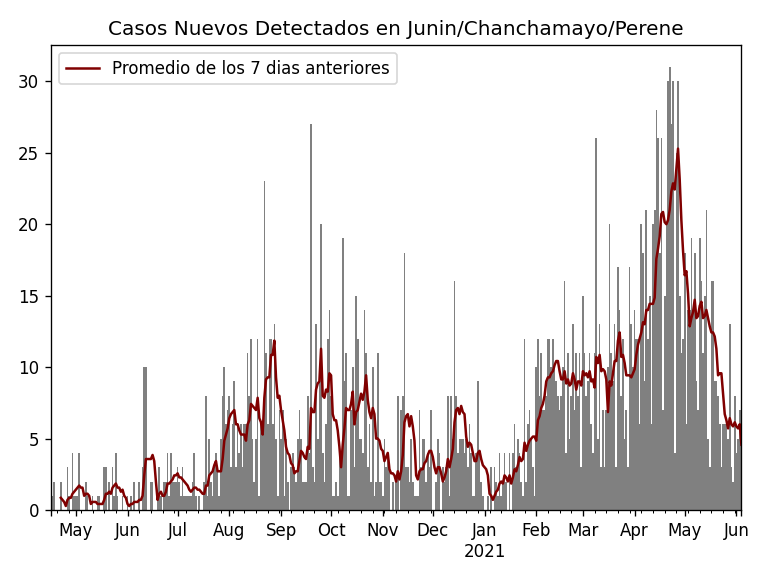 Casos Nuevos Detectados en Junin/Chanchamayo/Perene
Promedio de los 7 dias anteriores
30
25
20
15
10
5
0
May Jun Jul Aug Sep Oct Nov Dec Jan Feb Mar Apr May Jun
2021